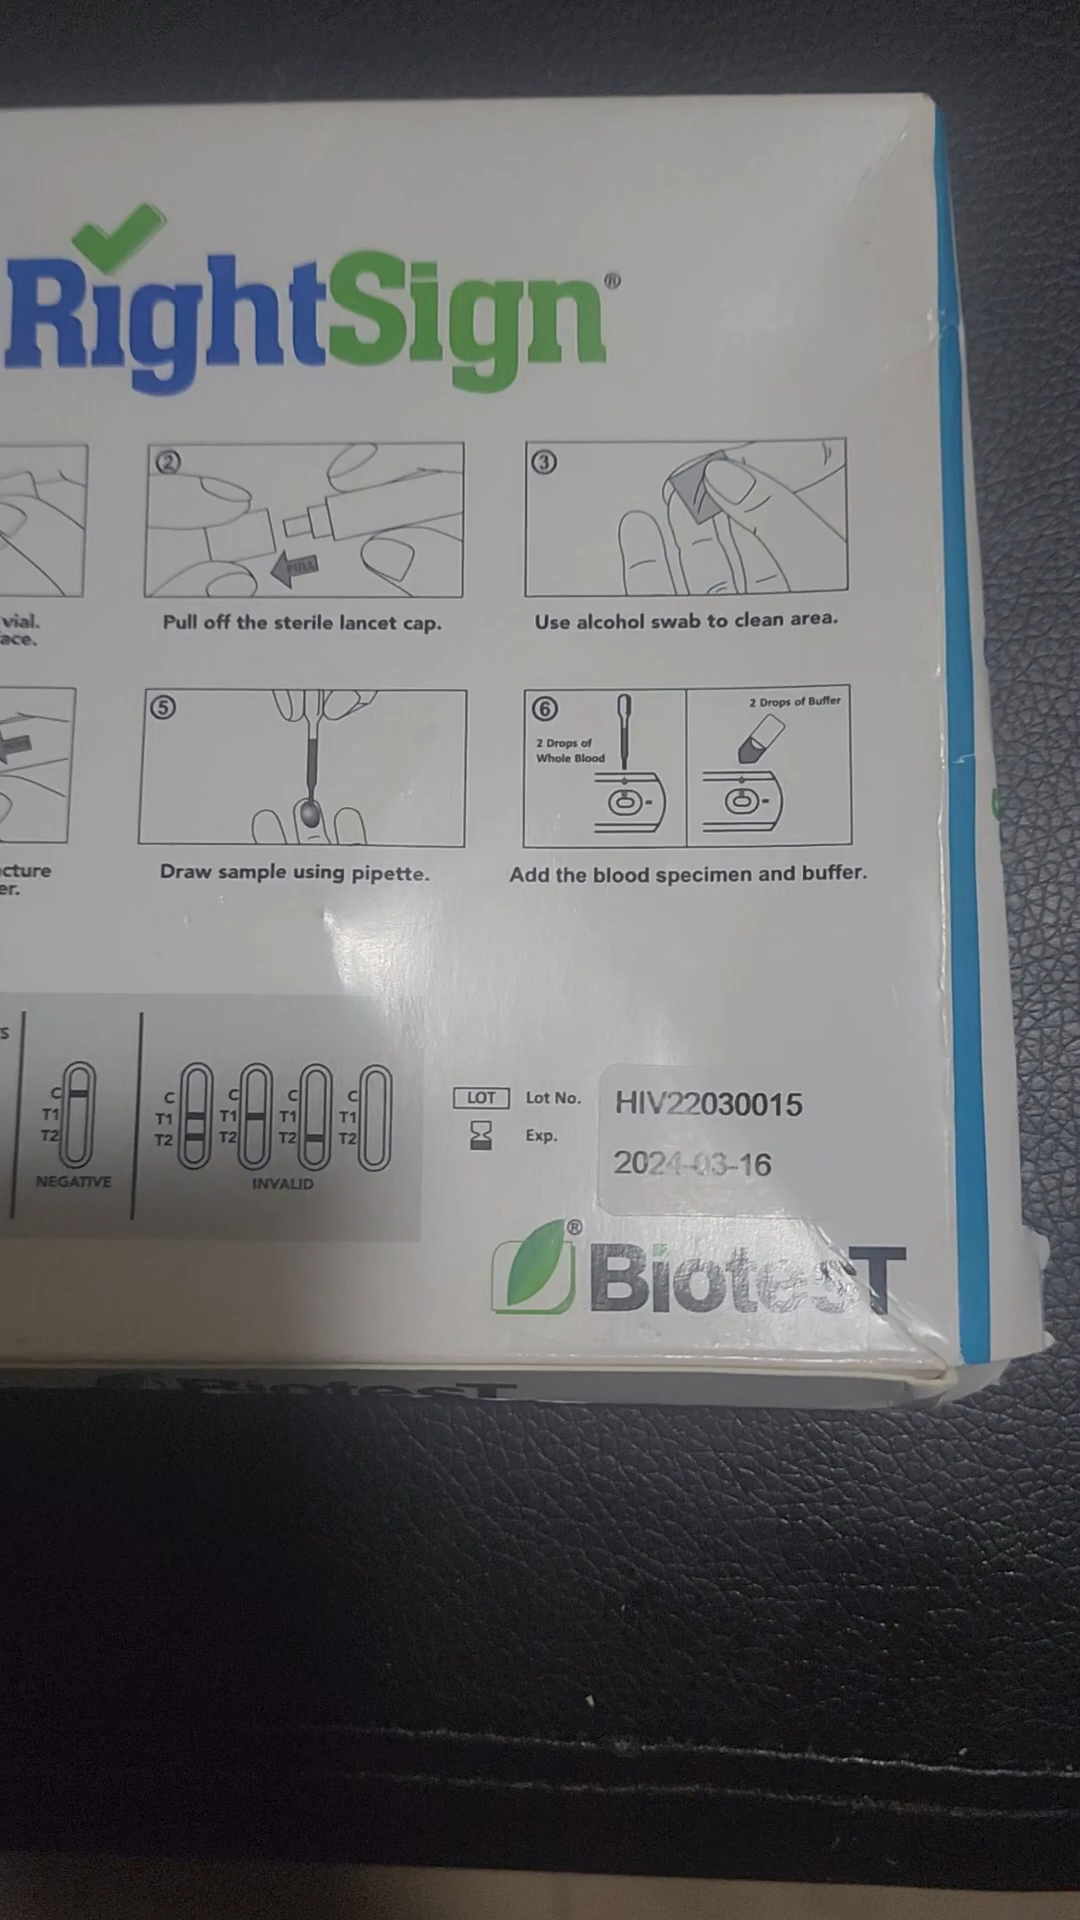 RightSign®
2
PULL
3
vial.
ace.
Pull off the sterile lancet cap.
Use alcohol swab to clean area.
5
6
2 Drops of
Whole Blood
2 Drops of Buffer
cture
er.
Draw sample using pipette.
Add the blood specimen and buffer.
S
C
T1
T2
NEGATIVE
C
T1
T2
C
T1
T2
C
T1
T2
C
T1
T2
INVALID
LOT Lot No. HIV22030015
Exp. 2024-03-16
BiotesT®
BiotesT